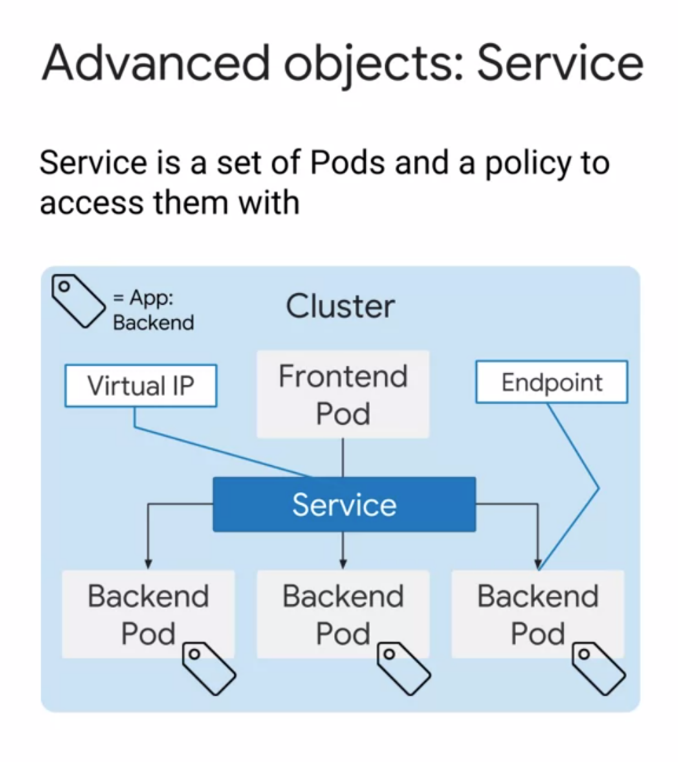 Advanced objects: Service
Service is a set of Pods and a policy to
access them with
= App:
Backend
Cluster
Virtual IP
Frontend
Pod
Endpoint
Service
Backend
Pod
Backend
Pod
Backend
Pod